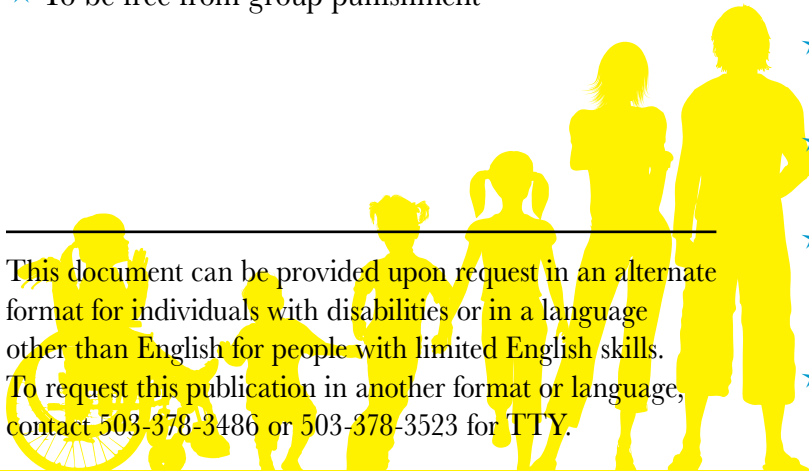 To be free from group punishment
This document can be provided upon request in an alternate
format for individuals with disabilities or in a language
other than English for people with limited English skills.
To request this publication in another format or language,
contact 503-378-3486 or 503-378-3523 for TTY.